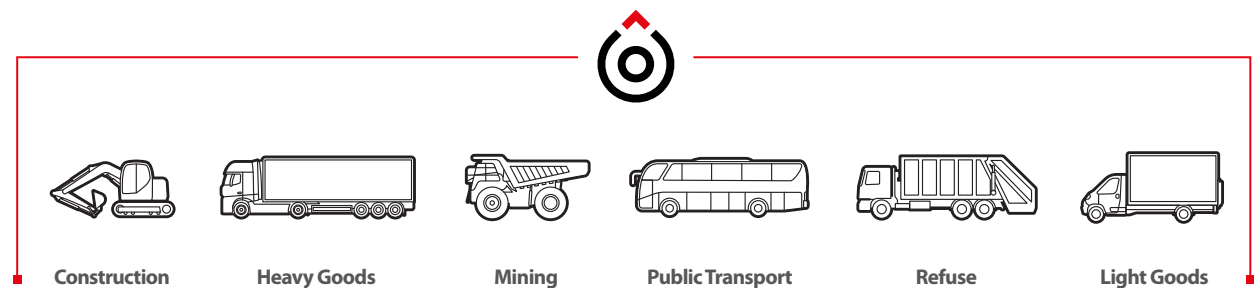 Construction
Heavy Goods
Mining
Public Transport
Refuse
Light Goods